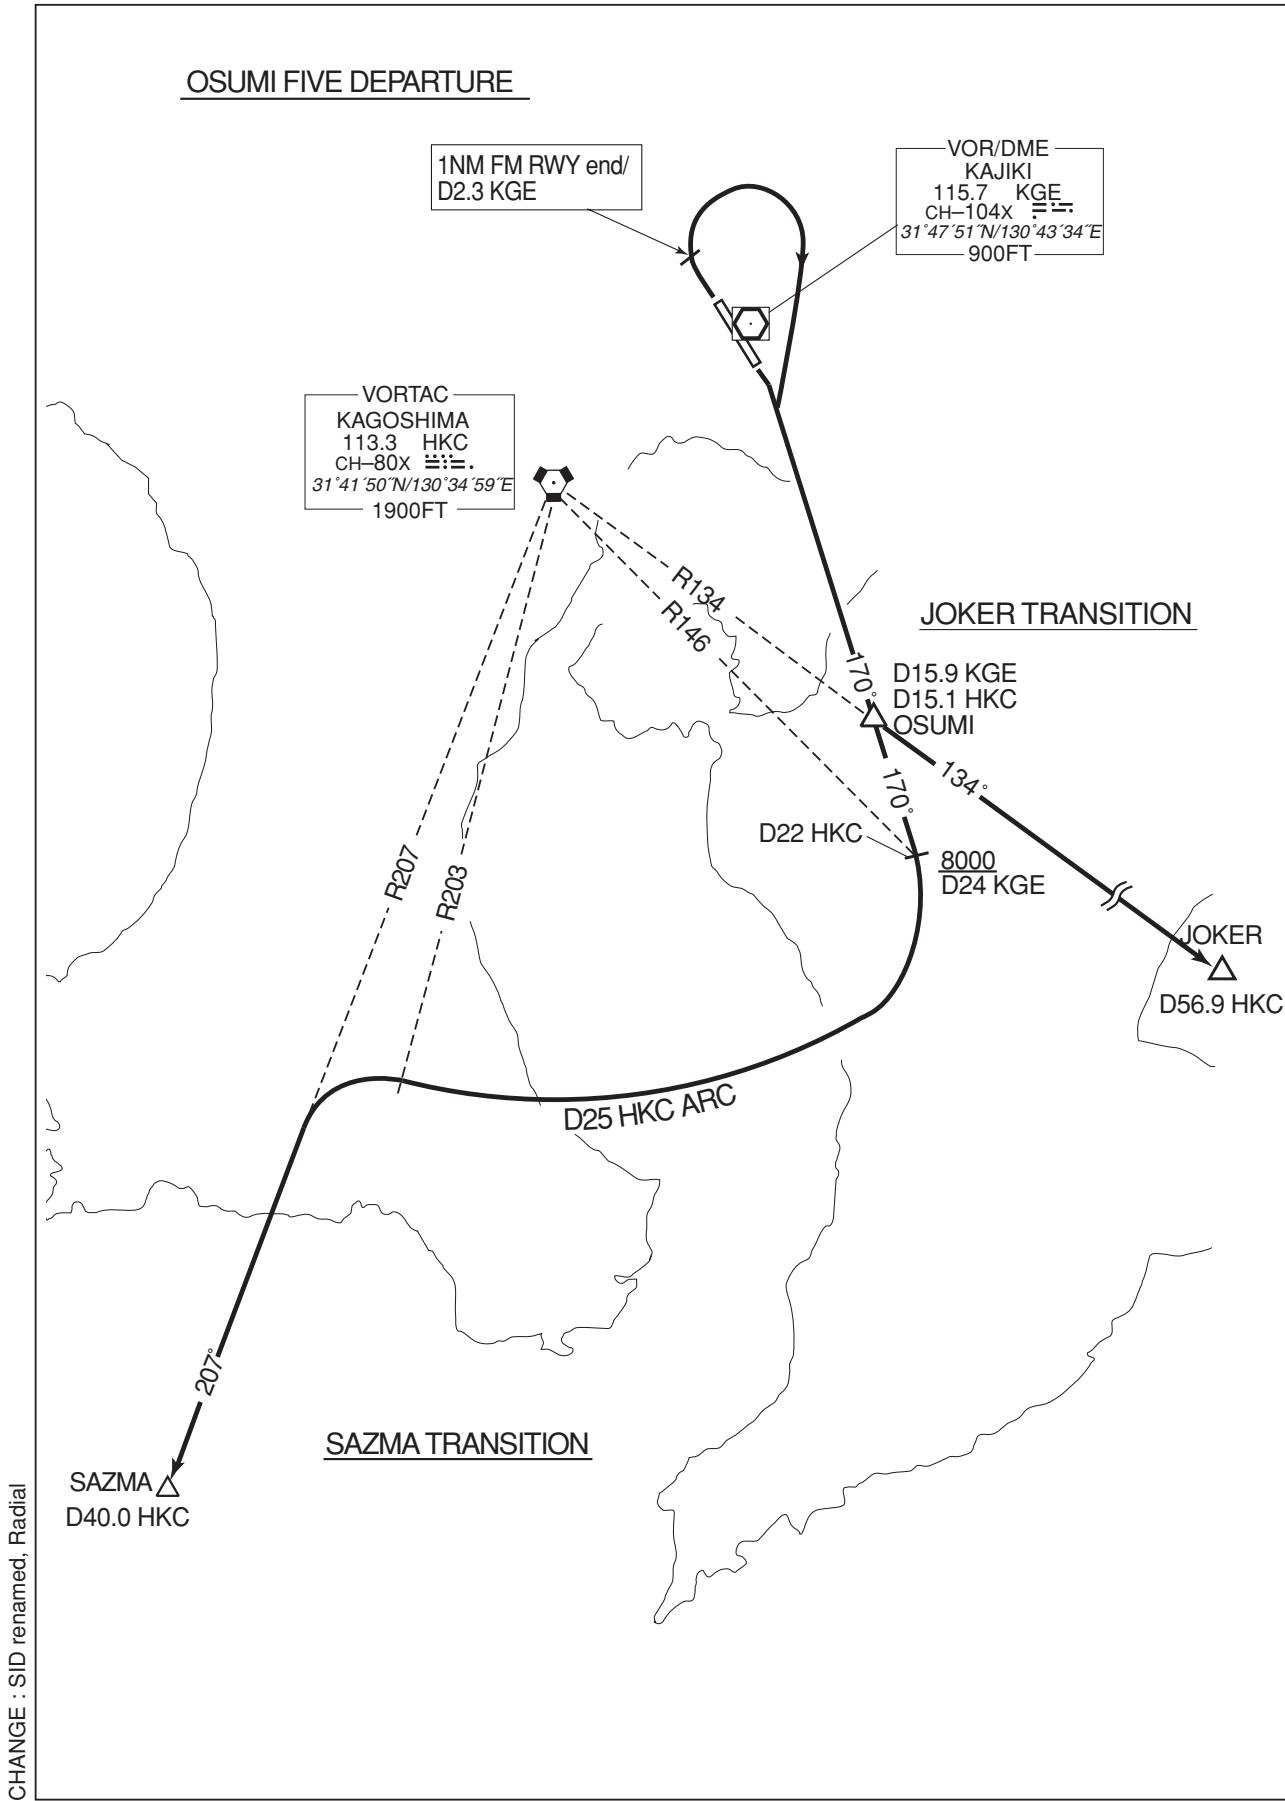 OSUMI FIVE DEPARTURE
1NM FM RWY end/
D2.3 KGE
VOR/DME
KAJIKI
115.7 KGE
CH–104X
31°47´51˝N/130°43´34˝E
900FT
VORTAC
KAGOSHIMA
113.3 HKC
CH–80X
31°41´50˝N/130°34´59˝E
1900FT
R134
R146
JOKER TRANSITION
170°
D15.9 KGE
D15.1 HKC
OSUMI
134°
170°
D22 HKC
8000
D24 KGE
R207
R203
JOKER
D56.9 HKC
D25 HKC ARC
207°
SAZMA TRANSITION
SAZMA
D40.0 HKC
CHANGE : SID renamed, Radial